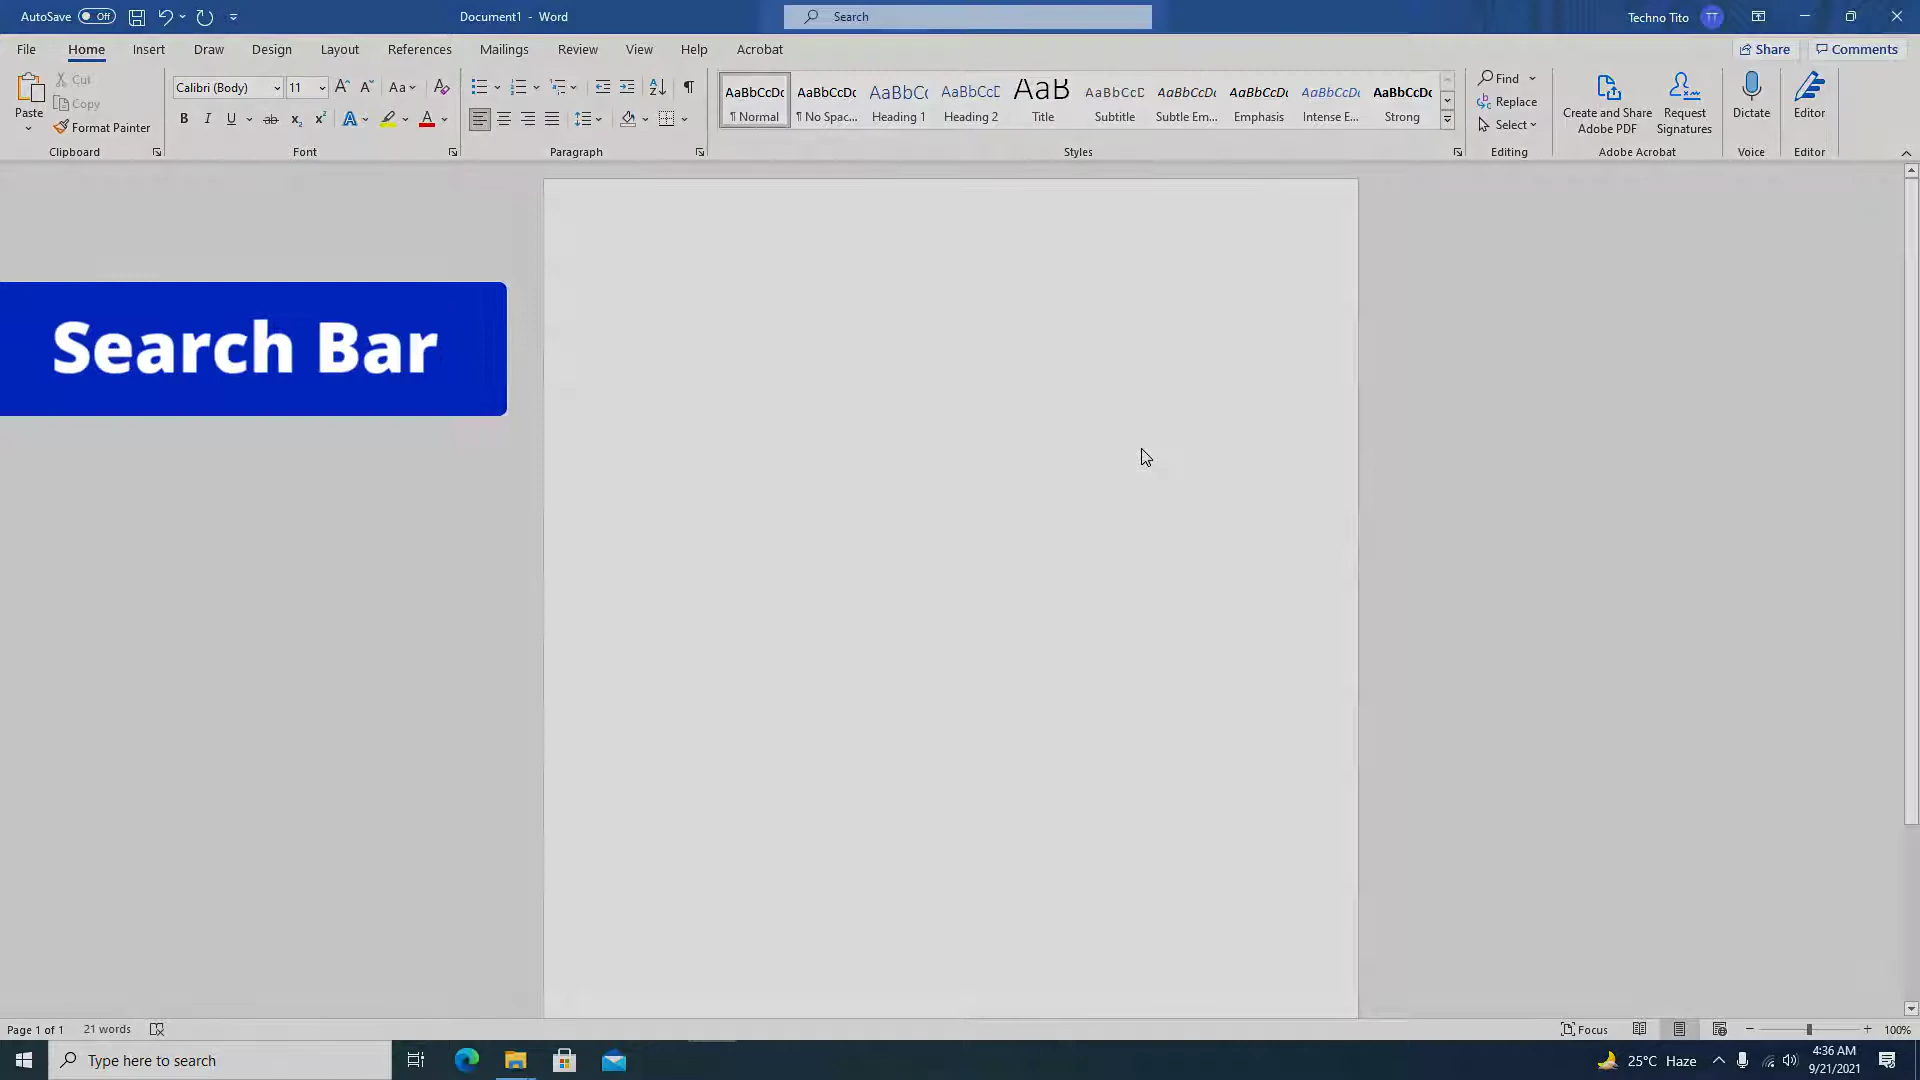 AutoSave Off Document1 - Word Search Techno Tito TT
File Home Insert Draw Design Layout References Mailings Review View Help Acrobat Share Comments
Paste Cut Copy Format Painter Clipboard
Calibri (Body) 11 Aa Font
Paragraph
AaBbCcDc ¶ Normal
AaBbCcDc ¶ No Spac...
AaBbC( Heading 1
AaBbCcE Heading 2
AaB Title
AaBbCcD Subtitle
AaBbCcDc Subtle Em...
AaBbCcDc Emphasis
AaBbCcDc Intense E...
AaBbCcDc Strong
Styles
Find
Replace
Select
Editing
Create and Share
Adobe PDF
Request
Signatures
Adobe Acrobat
Dictate
Voice
Editor
Editor
Search Bar
Page 1 of 1 21 words Focus 100%
Type here to search 25°C Haze 4:36 AM
9/21/2021